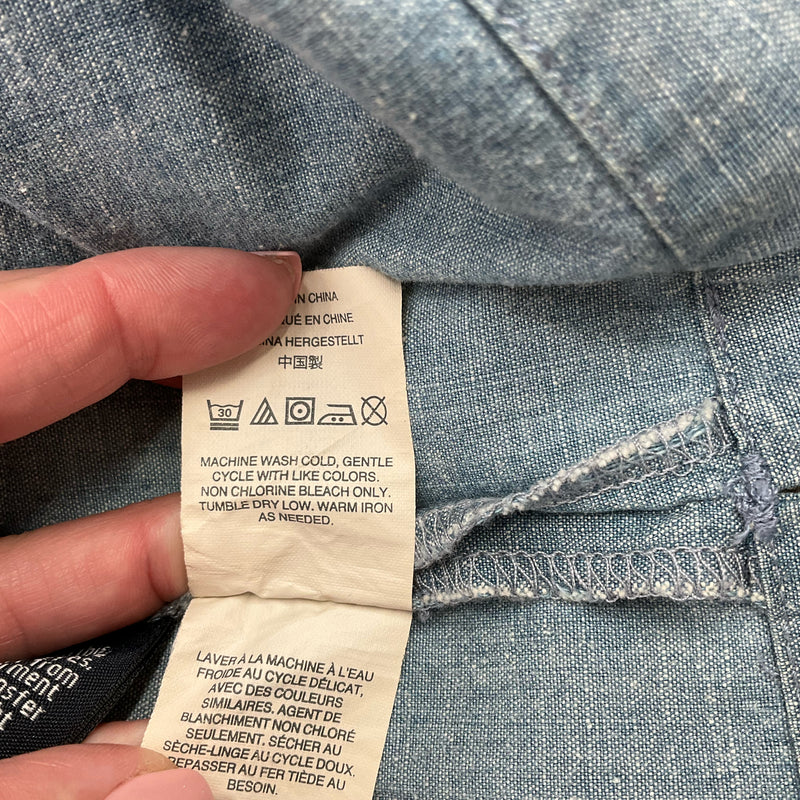 IN CHINA
UÉ EN CHINE
INA HERGESTELLT
中国製
30
MACHINE WASH COLD, GENTLE
CYCLE WITH LIKE COLORS.
NON CHLORINE BLEACH ONLY.
TUMBLE DRY LOW. WARM IRON
AS NEEDED.
LAVER À LA MACHINE À L'EAU
FROIDE AU CYCLE DÉLICAT,
AVEC DES COULEURS
SIMILAIRES. AGENT DE
BLANCHIMENT NON CHLORÉ
SEULEMENT. SÉCHER AU
SÈCHE-LINGE AU CYCLE DOUX.
REPASSER AU FER TIÈDE AU
BESOIN.
from